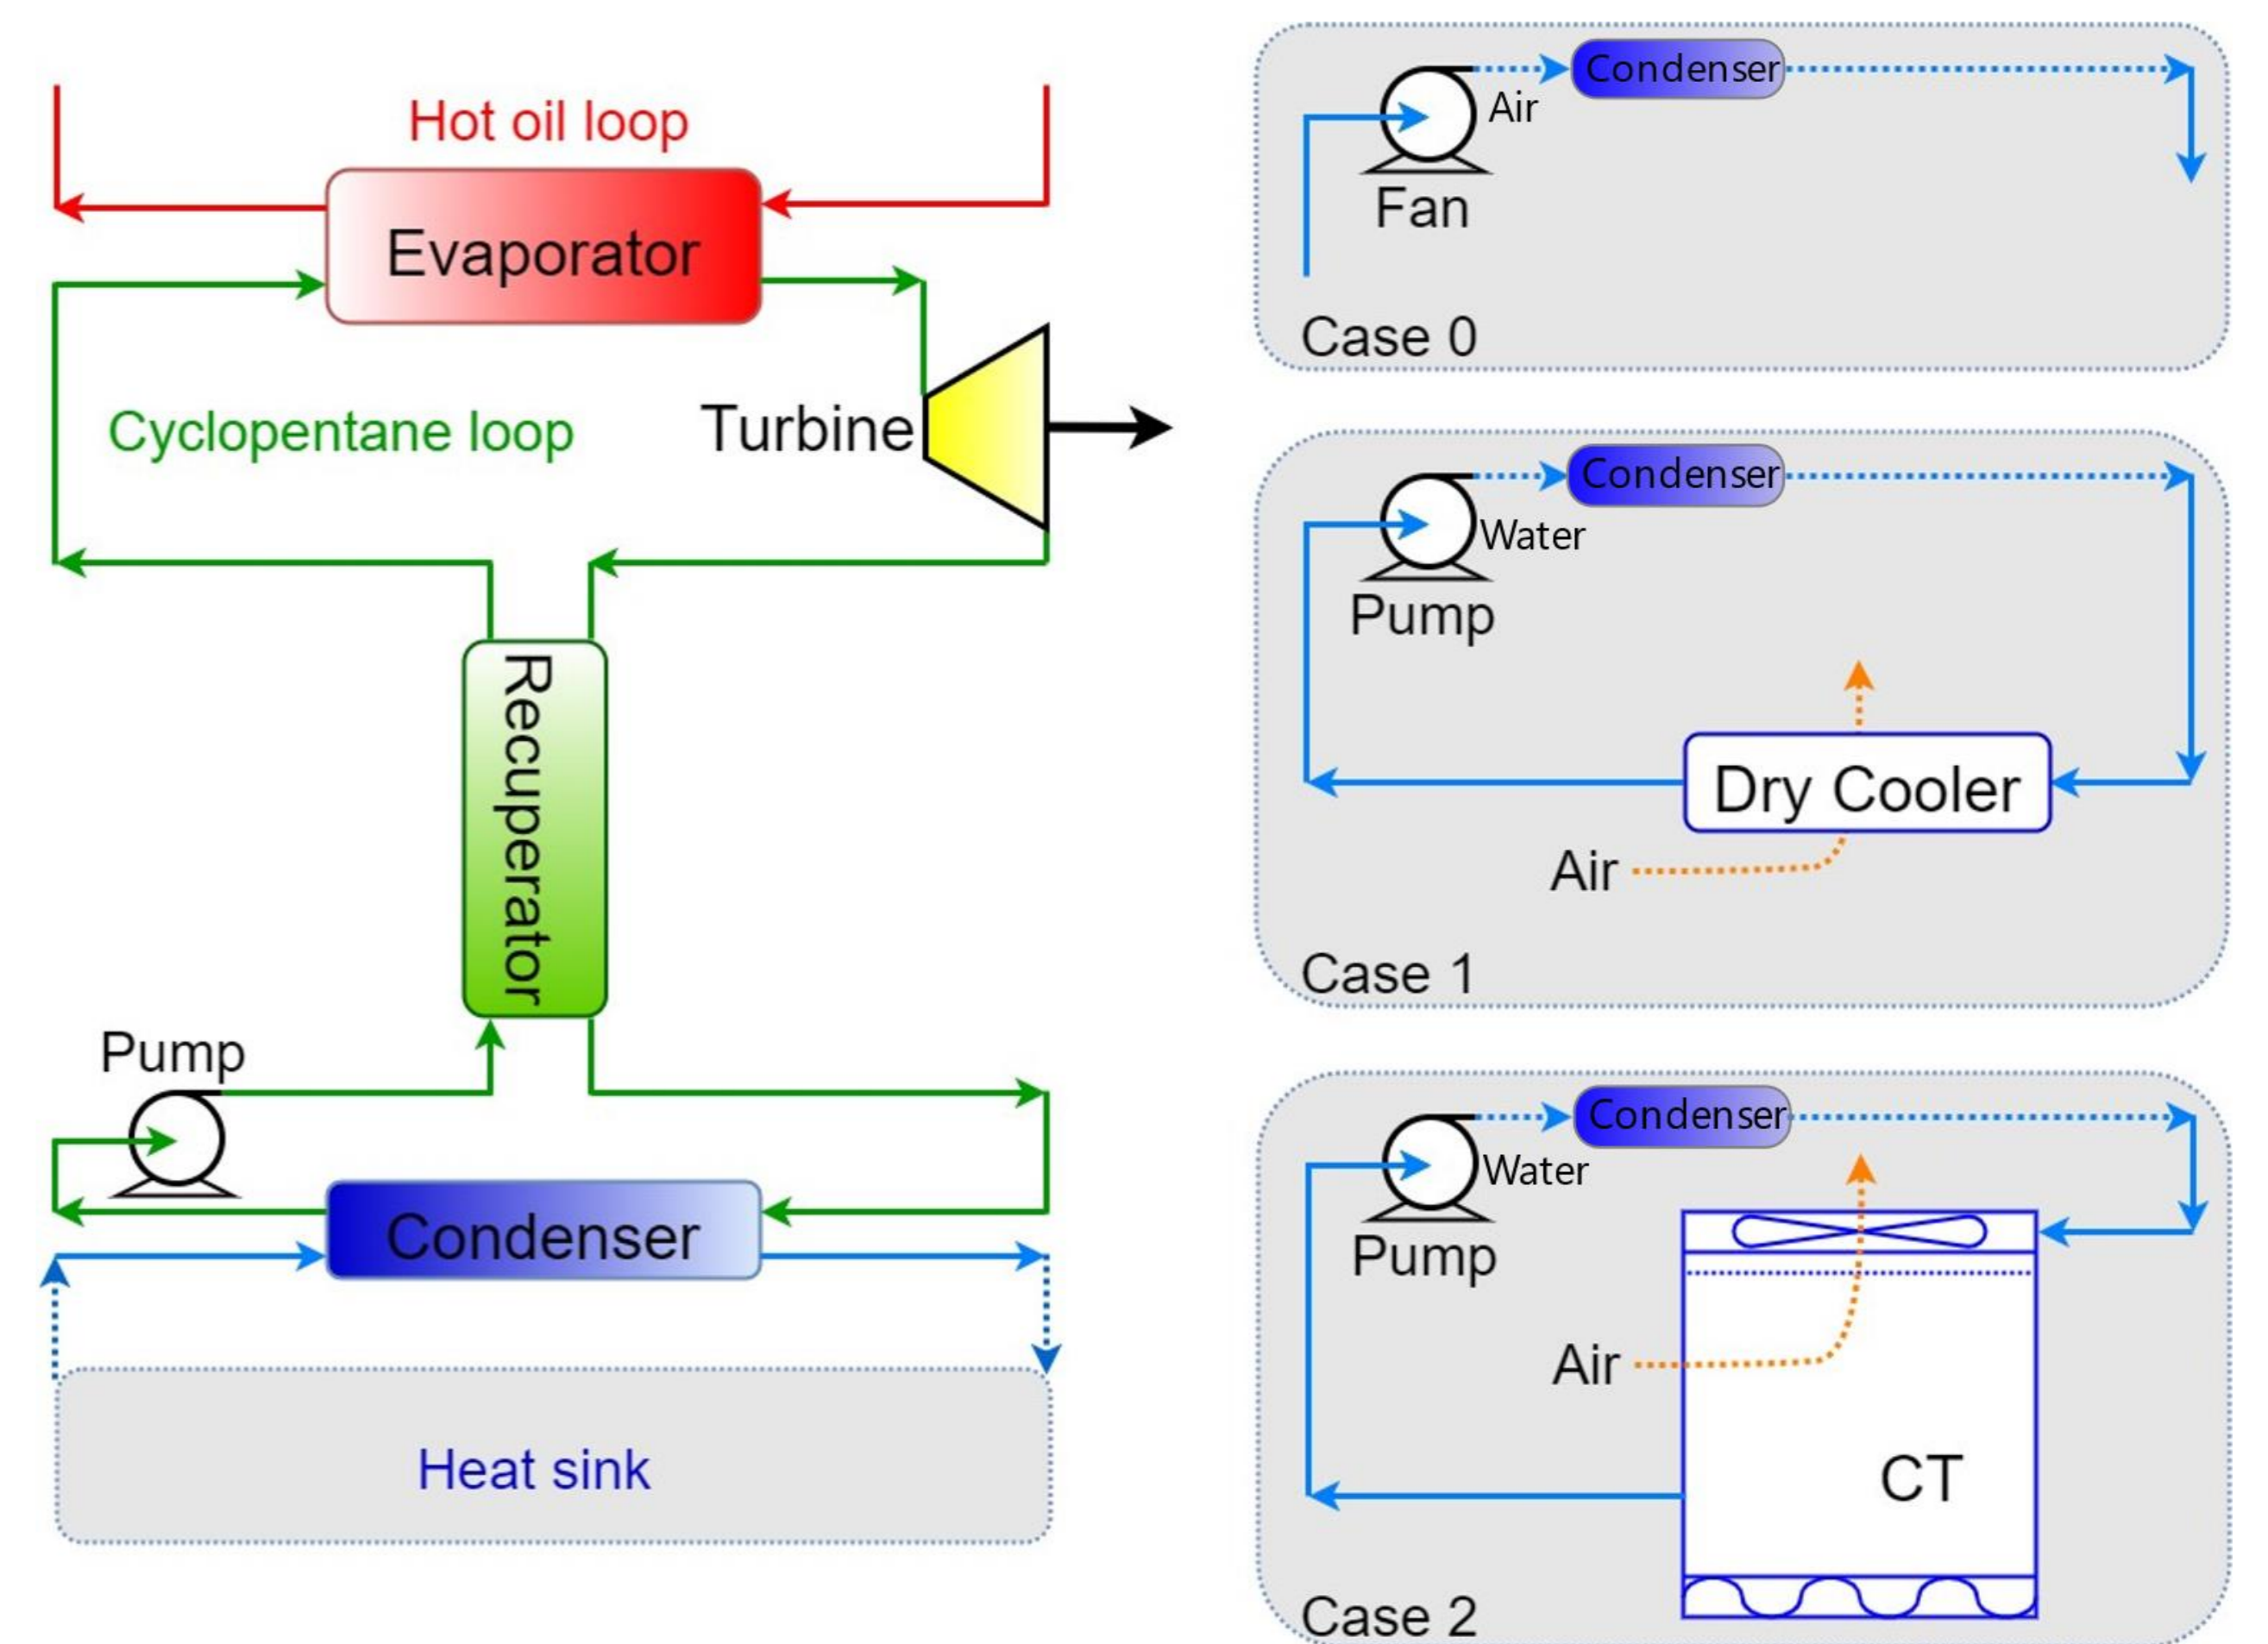 Hot oil loop
Evaporator
Cyclopentane loop
Turbine
Recuperator
Pump
Condenser
Heat sink
Condenser
Air
Fan
Case 0
Condenser
Water
Pump
Dry Cooler
Air
Case 1
Condenser
Water
Pump
Air
CT
Case 2